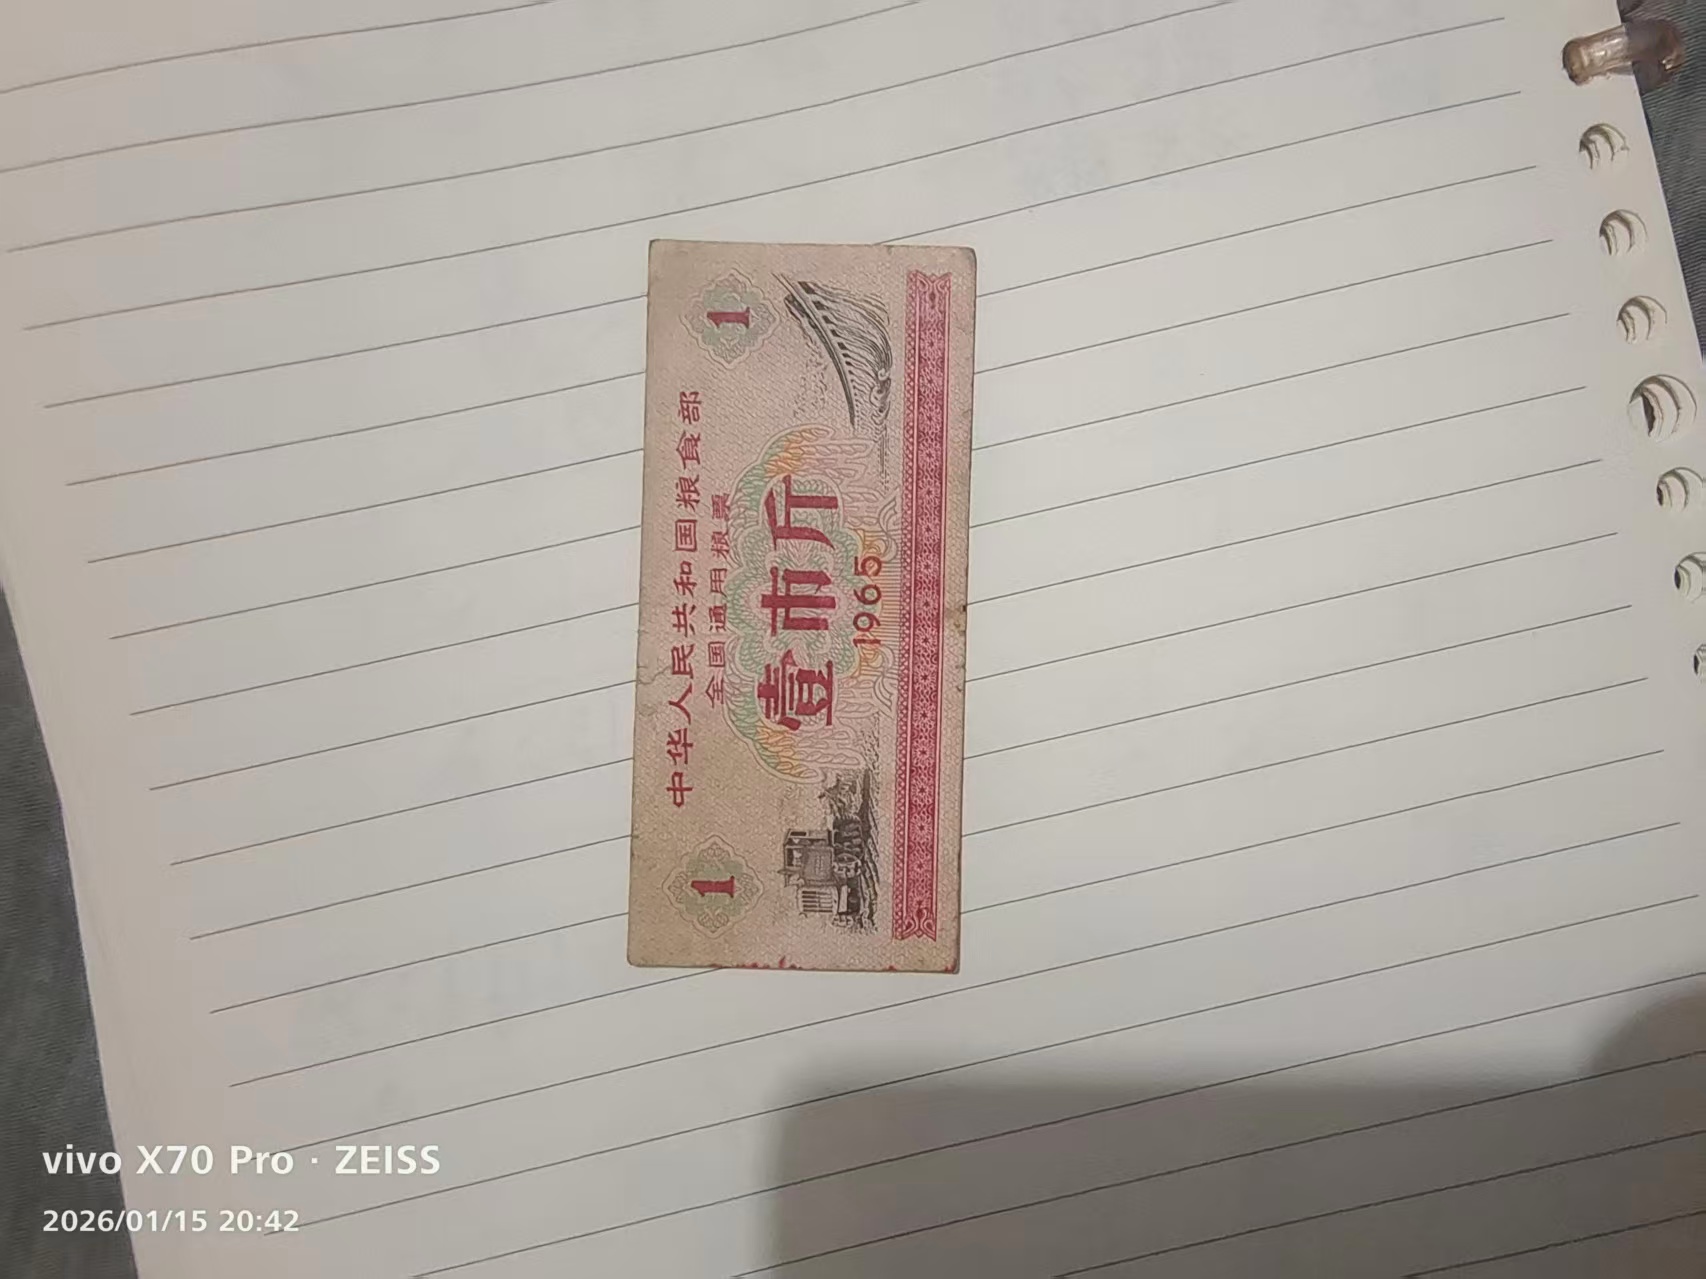 中华人民共和国粮食部
全国通用粮票
1
壹市斤
1
1965
vivo X70 Pro · ZEISS
2026/01/15 20:42